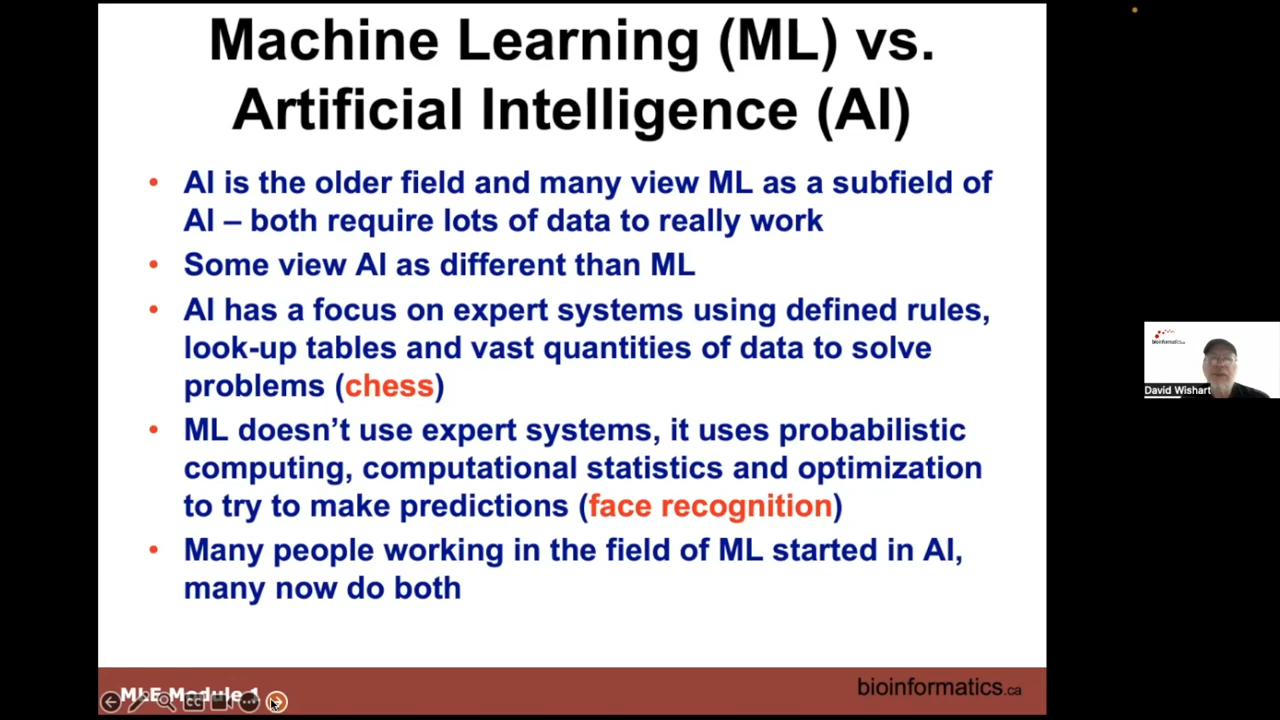 Machine Learning (ML) vs.
Artificial Intelligence (AI)
• AI is the older field and many view ML as a subfield of
AI – both require lots of data to really work
• Some view AI as different than ML
• AI has a focus on expert systems using defined rules,
look-up tables and vast quantities of data to solve
problems (chess)
• ML doesn't use expert systems, it uses probabilistic
computing, computational statistics and optimization
to try to make predictions (face recognition)
• Many people working in the field of ML started in AI,
many now do both
bioinformatics.ca
David Wishart
MLE Module 1
CC
bioinformatics.ca